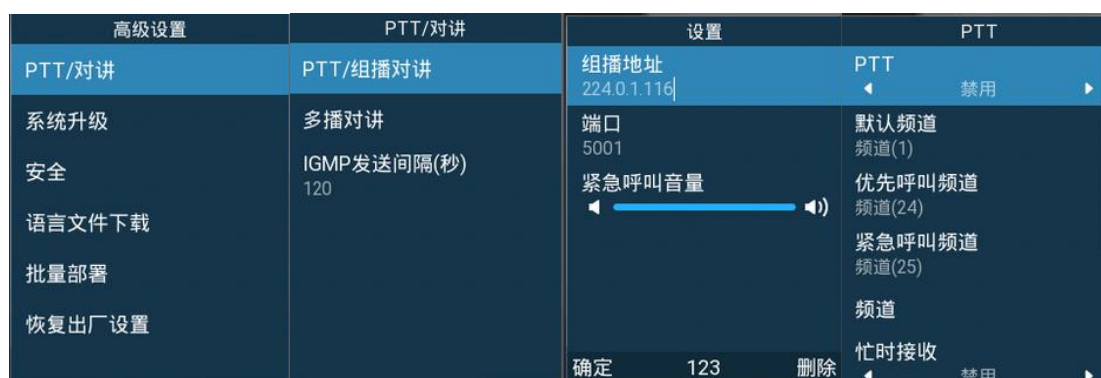 高级设置
PTT/对讲
系统升级
安全
语言文件下载
批量部署
恢复出厂设置
PTT/对讲
PTT/组播对讲
多播对讲
IGMP发送间隔(秒)
120
设置
组播地址
224.0.1.116
端口
5001
紧急呼叫音量
确定 123 删除
PTT
PTT
禁用
默认频道
频道(1)
优先呼叫频道
频道(24)
紧急呼叫频道
频道(25)
频道
忙时接收
禁用